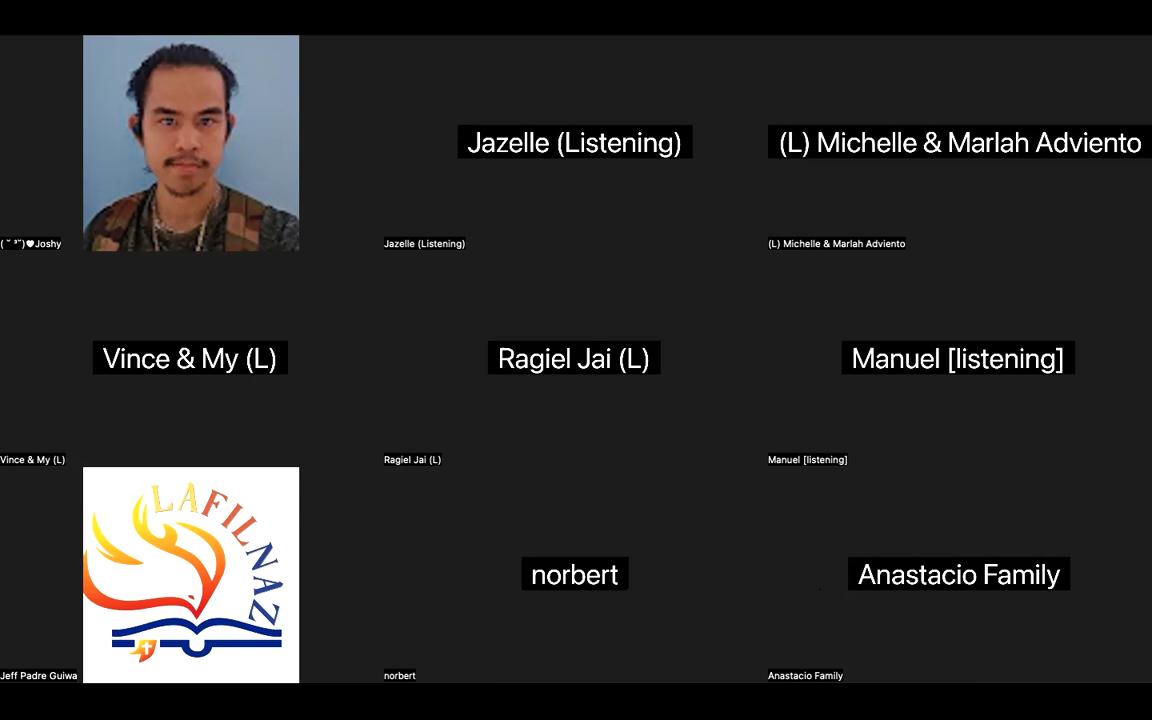 ( ˘ ³˘)♥Joshy
Jazelle (Listening)
Jazelle (Listening)
(L) Michelle & Marlah Adviento
(L) Michelle & Marlah Adviento
Vince & My (L)
Vince & My (L)
Ragiel Jai (L)
Ragiel Jai (L)
Manuel [listening]
Manuel [listening]
LAFILNAZ
Jeff Padre Guiwa
norbert
norbert
Anastacio Family
Anastacio Family